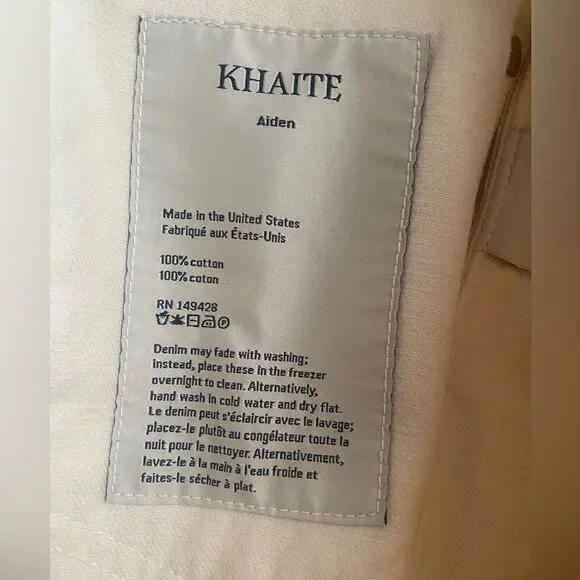 KHAITE
Aiden
Made in the United States
Fabriqué aux États-Unis
100% cotton
100% coton
RN 149428
Denim may fade with washing;
instead, place these in the freezer
overnight to clean. Alternatively,
hand wash in cold water and dry flat.
Le denim peut s'éclaircir avec le lavage;
placez-le plutôt au congélateur toute la
nuit pour le nettoyer. Alternativement,
lavez-le à la main à l'eau froide et
faites-le sécher à plat.